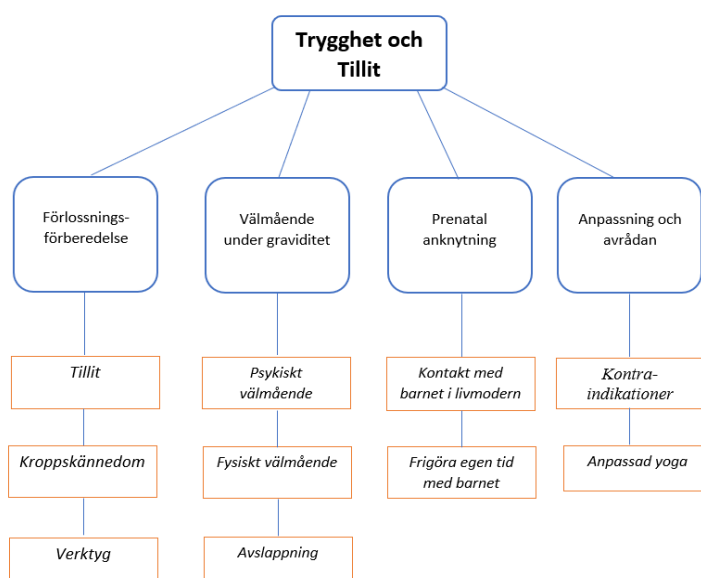 Trygghet och
Tillit
Förlossnings-
förberedelse
Välmående
under graviditet
Prenatal
anknytning
Anpassning och
avrådan
Tillit
Kroppskännedom
Verktyg
Psykiskt
välmående
Fysiskt välmående
Avslappning
Kontakt med
barnet i livmodern
Frigöra egen tid
med barnet
Kontra-
indikationer
Anpassad yoga